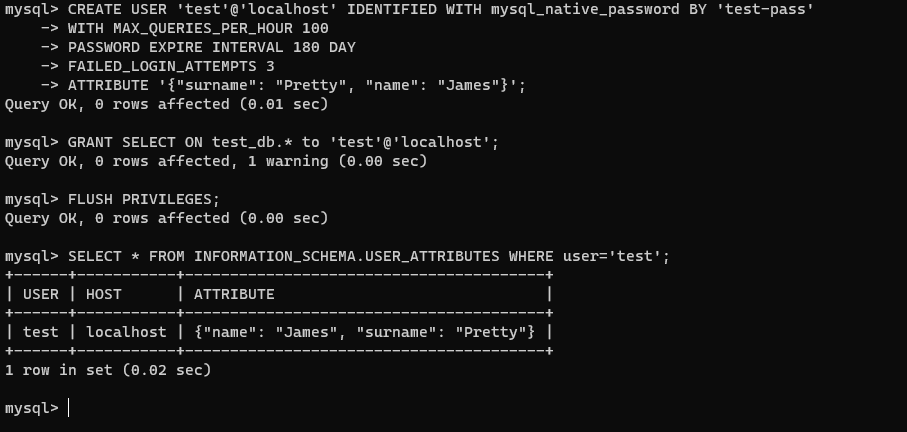 mysql> CREATE USER 'test'@'localhost' IDENTIFIED WITH mysql_native_password BY 'test-pass'
    -> WITH MAX_QUERIES_PER_HOUR 100
    -> PASSWORD EXPIRE INTERVAL 180 DAY
    -> FAILED_LOGIN_ATTEMPTS 3
    -> ATTRIBUTE '{"surname": "Pretty", "name": "James"}';
Query OK, 0 rows affected (0.01 sec)

mysql> GRANT SELECT ON test_db.* to 'test'@'localhost';
Query OK, 0 rows affected, 1 warning (0.00 sec)

mysql> FLUSH PRIVILEGES;
Query OK, 0 rows affected (0.00 sec)

mysql> SELECT * FROM INFORMATION_SCHEMA.USER_ATTRIBUTES WHERE user='test';
+------+-----------+----------------------------------------+
| USER | HOST      | ATTRIBUTE                              |
+------+-----------+----------------------------------------+
| test | localhost | {"name": "James", "surname": "Pretty"} |
+------+-----------+----------------------------------------+
1 row in set (0.02 sec)

mysql>